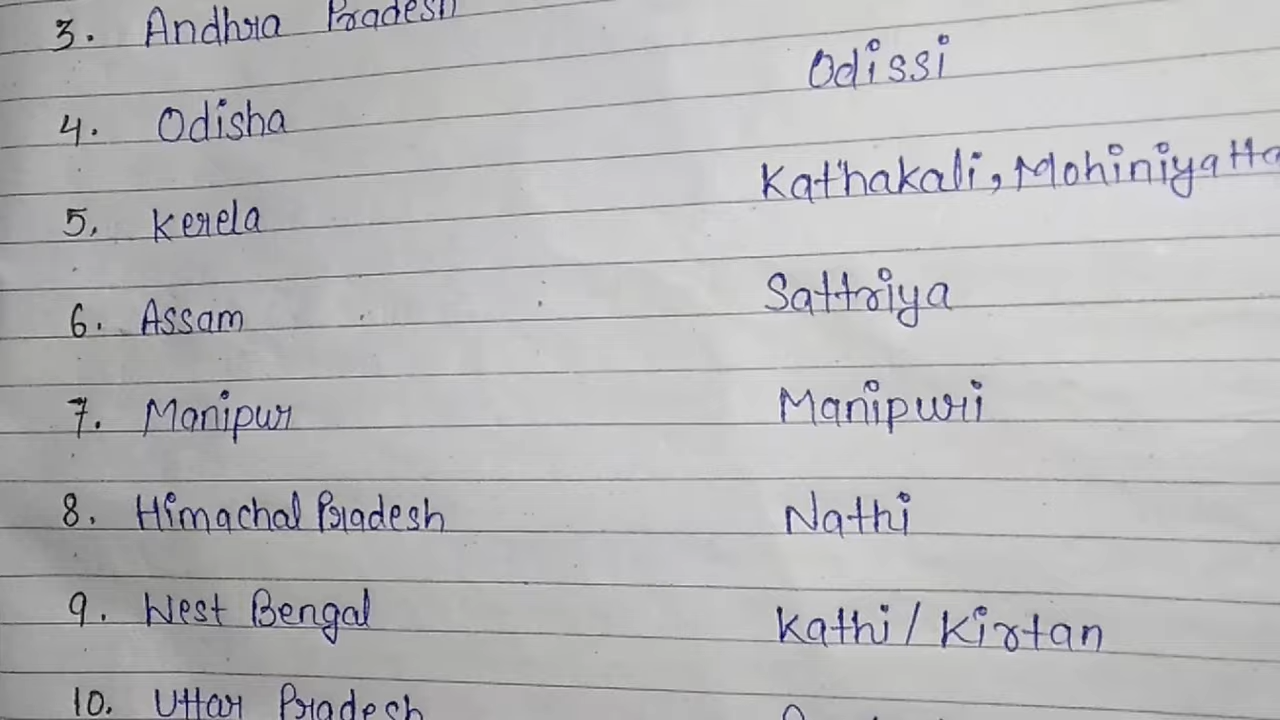 3. Andhra Pradesh
4. Odisha Odissi
5. Kerela Kathakali, Mohiniyatta
6. Assam Sattriya
7. Manipur Manipuri
8. Himachal Pradesh Nathi
9. West Bengal Kathi / Kirtan
10. Uttar Pradesh